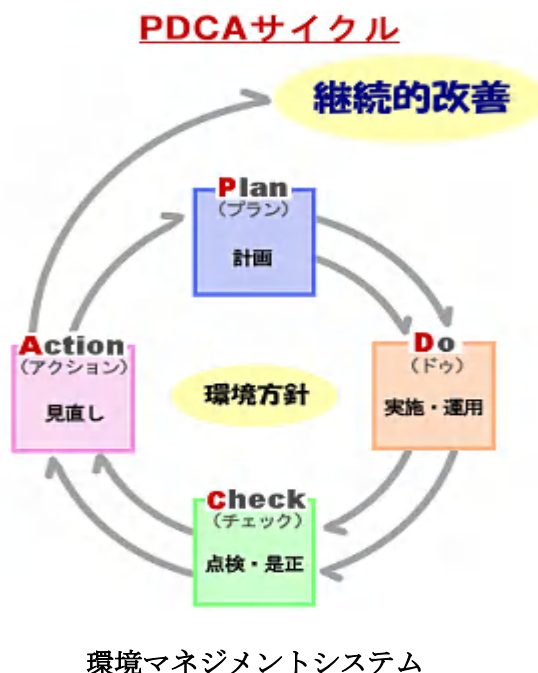 PDCAサイクル
継続的改善
Plan
(プラン)
計画
Do
(ドゥ)
実施・運用
Check
(チェック)
点検・是正
Action
(アクション)
見直し
環境方針
環境マネジメントシステム